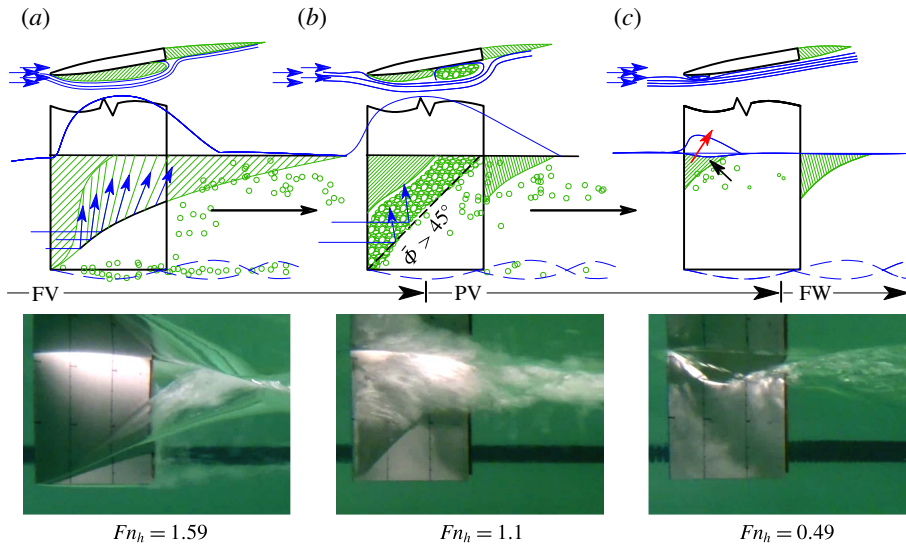 (a) (b) (c)
Φ̄ > 45°
FV PV FW
Fn_h = 1.59 Fn_h = 1.1 Fn_h = 0.49